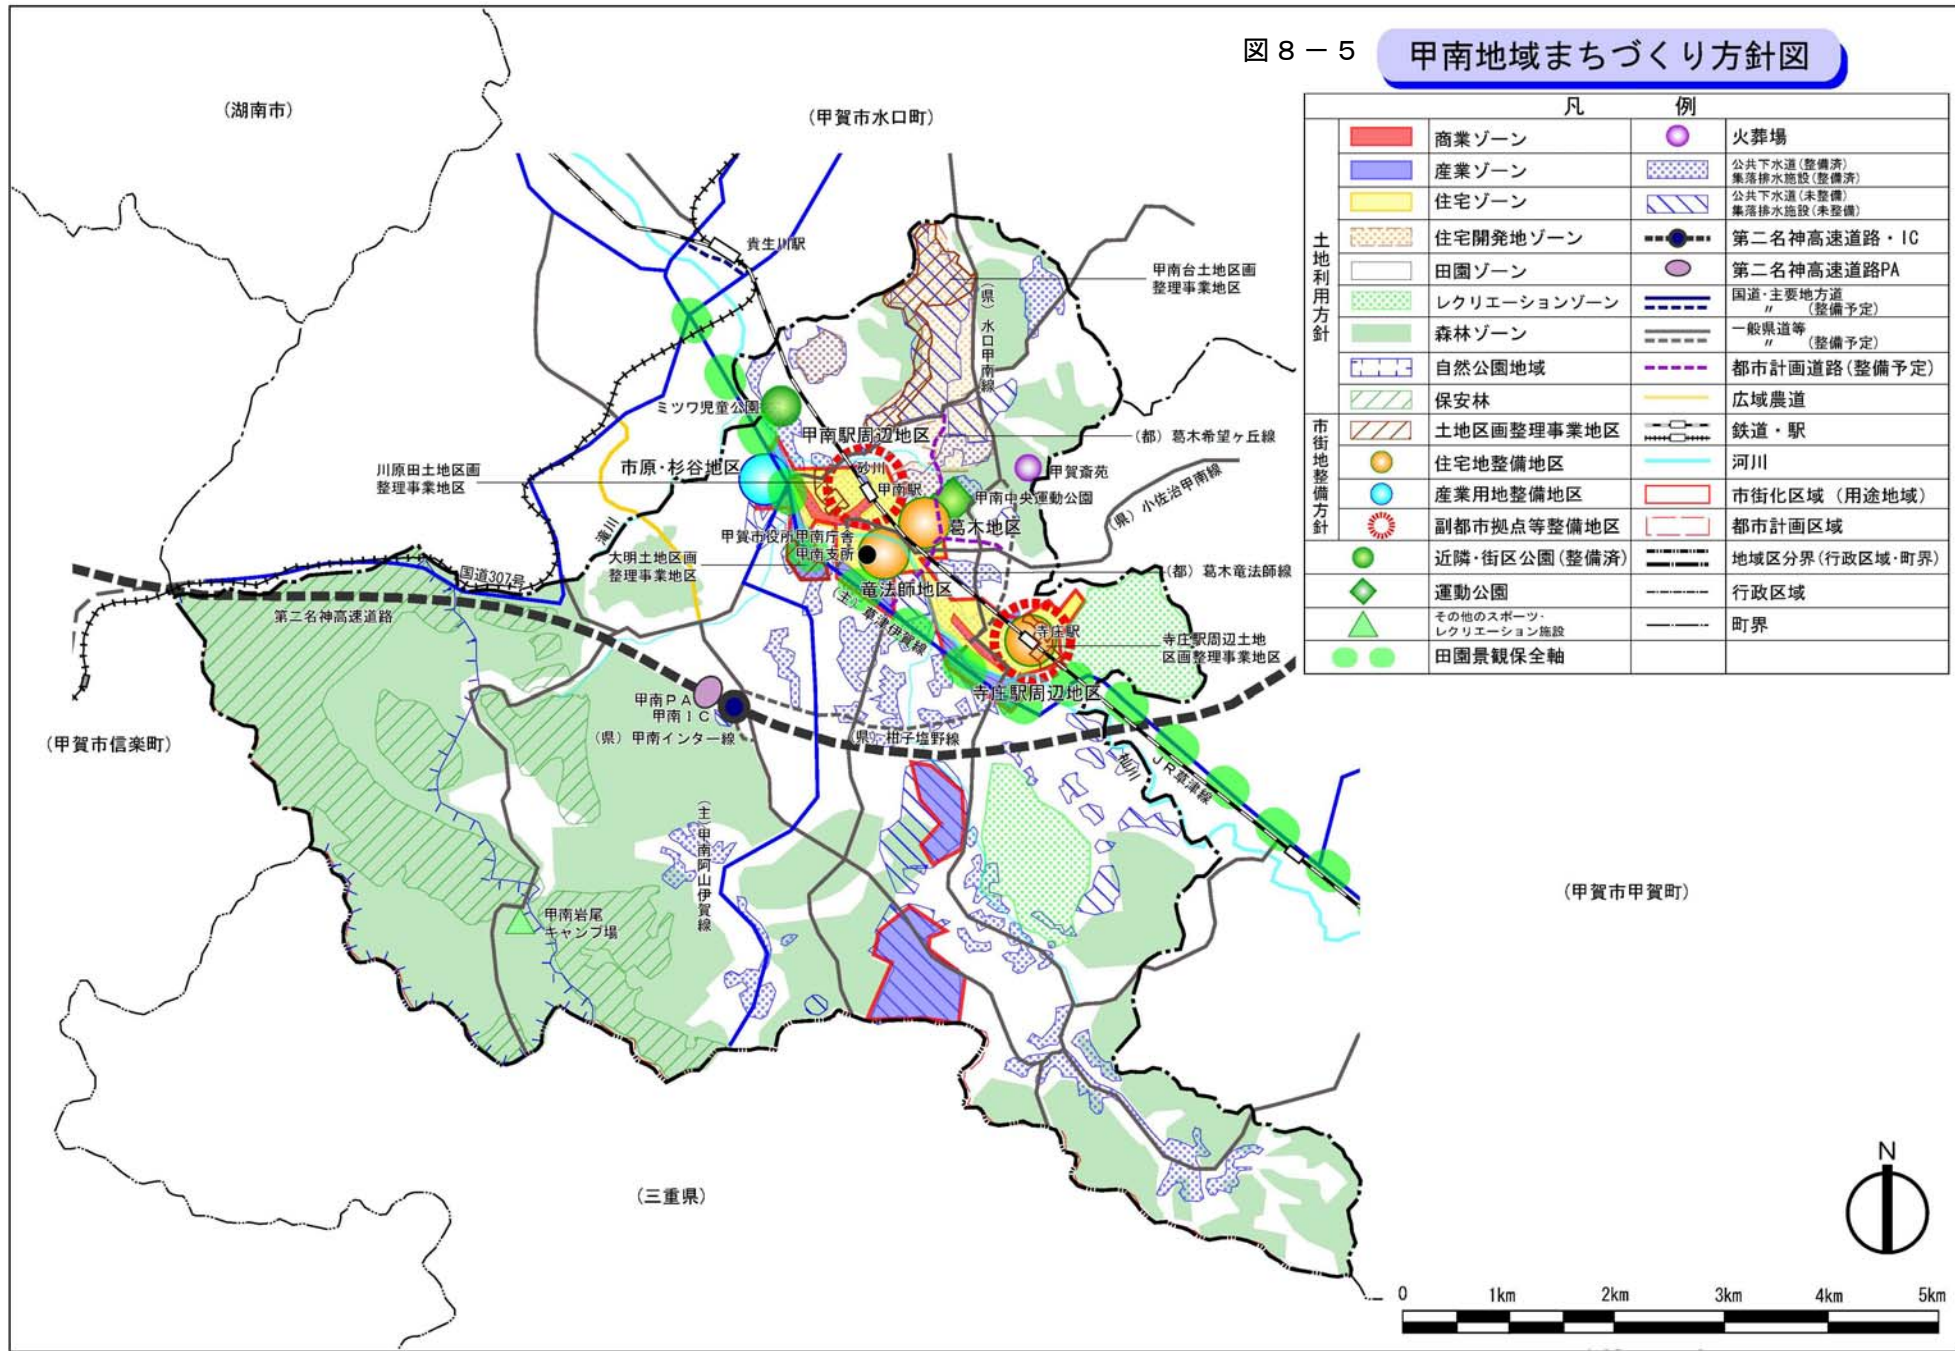 図８－５
甲南地域まちづくり方針図
凡例
土地利用方針
商業ゾーン
産業ゾーン
住宅ゾーン
住宅開発地ゾーン
田園ゾーン
レクリエーションゾーン
森林ゾーン
自然公園地域
保安林
市街地整備方針
土地区画整理事業地区
住宅地整備地区
産業用地整備地区
副都市拠点等整備地区
近隣・街区公園(整備済)
運動公園
その他のスポーツ・
レクリエーション施設
田園景観保全軸
火葬場
公共下水道(整備済)
集落排水施設(整備済)
公共下水道(未整備)
集落排水施設(未整備)
第二名神高速道路・IC
第二名神高速道路PA
国道・主要地方道
〃 (整備予定)
一般県道等
〃 (整備予定)
都市計画道路(整備予定)
広域農道
鉄道・駅
河川
市街化区域 (用途地域)
都市計画区域
地域区分界(行政区域・町界)
行政区域
町界
(湖南市)
(甲賀市水口町)
貴生川駅
甲南台土地区画
整理事業地区
(県)水口甲南線
ミツワ児童公園
甲南駅周辺地区
(都)葛木希望ヶ丘線
市原・杉谷地区
砂川
甲賀斎苑
川原田土地区画
整理事業地区
甲南駅
甲南中央運動公園
(県)小佐治甲南線
滝川
葛木地区
甲賀市役所甲南庁舎
甲南支所
大明土地区画
整理事業地区
国道307号
(都)葛木竜法師線
竜法師地区
第二名神高速道路
(主)草津伊賀線
寺庄駅
寺庄駅周辺土地
区画整理事業地区
寺庄駅周辺地区
甲南ＰＡ
甲南ＩＣ
(県)甲南インター線
(県)柑子塩野線
(甲賀市信楽町)
杣川
ＪＲ草津線
(主)甲南阿山伊賀線
(甲賀市甲賀町)
甲南岩尾
キャンプ場
(三重県)
N
0 1km 2km 3km 4km 5km